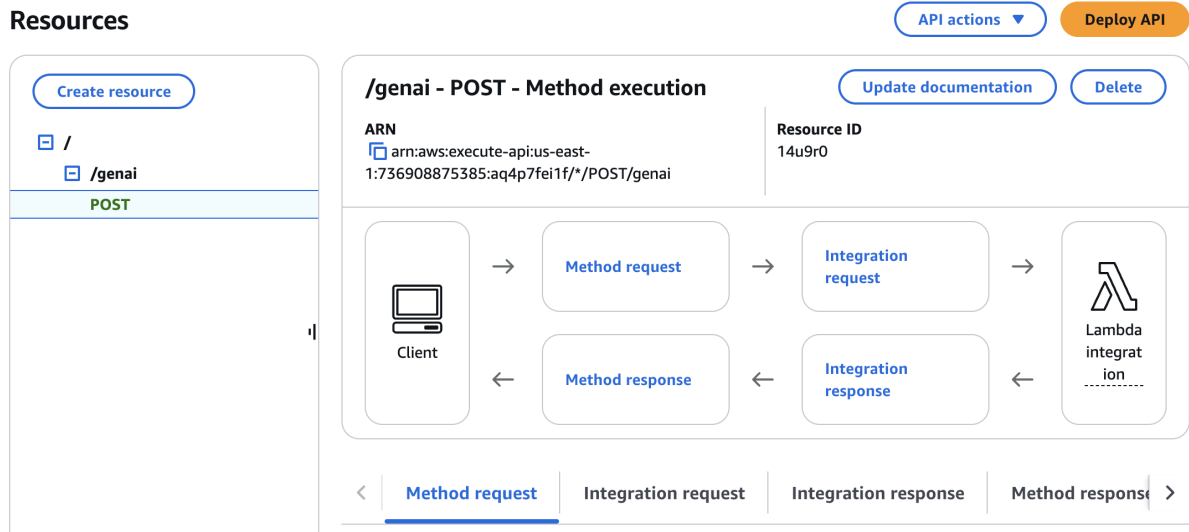 Resources
API actions
Deploy API
Create resource
/
/genai
POST
/genai - POST - Method execution
Update documentation
Delete
ARN
arn:aws:execute-api:us-east-
1:736908875385:aq4p7fei1f/*/POST/genai
Resource ID
14u9r0
Client
Method request
Integration
request
Method response
Integration
response
Lambda
integrat
ion
Method request
Integration request
Integration response
Method response